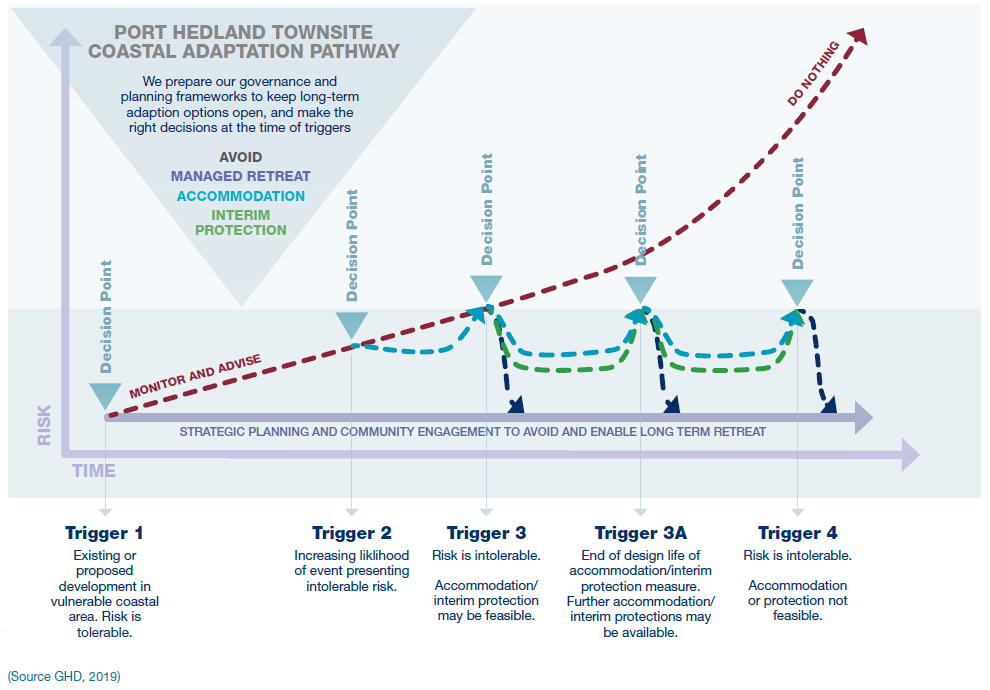 PORT HEDLAND TOWNSITE
COASTAL ADAPTATION PATHWAY
We prepare our governance and
planning frameworks to keep long-term
adaption options open, and make the
right decisions at the time of triggers
AVOID
MANAGED RETREAT
ACCOMMODATION
INTERIM
PROTECTION
DO NOTHING
Decision Point
Decision Point
Decision Point
Decision Point
Decision Point
MONITOR AND ADVISE
RISK
STRATEGIC PLANNING AND COMMUNITY ENGAGEMENT TO AVOID AND ENABLE LONG TERM RETREAT
TIME
Trigger 1
Existing or
proposed
development in
vulnerable coastal
area. Risk is
tolerable.
Trigger 2
Increasing liklihood
of event presenting
intolerable risk.
Trigger 3
Risk is intolerable.
Accommodation/
interim protection
may be feasible.
Trigger 3A
End of design life of
accommodation/interim
protection measure.
Further accommodation/
interim protections may
be available.
Trigger 4
Risk is intolerable.
Accommodation
or protection not
feasible.
(Source GHD, 2019)